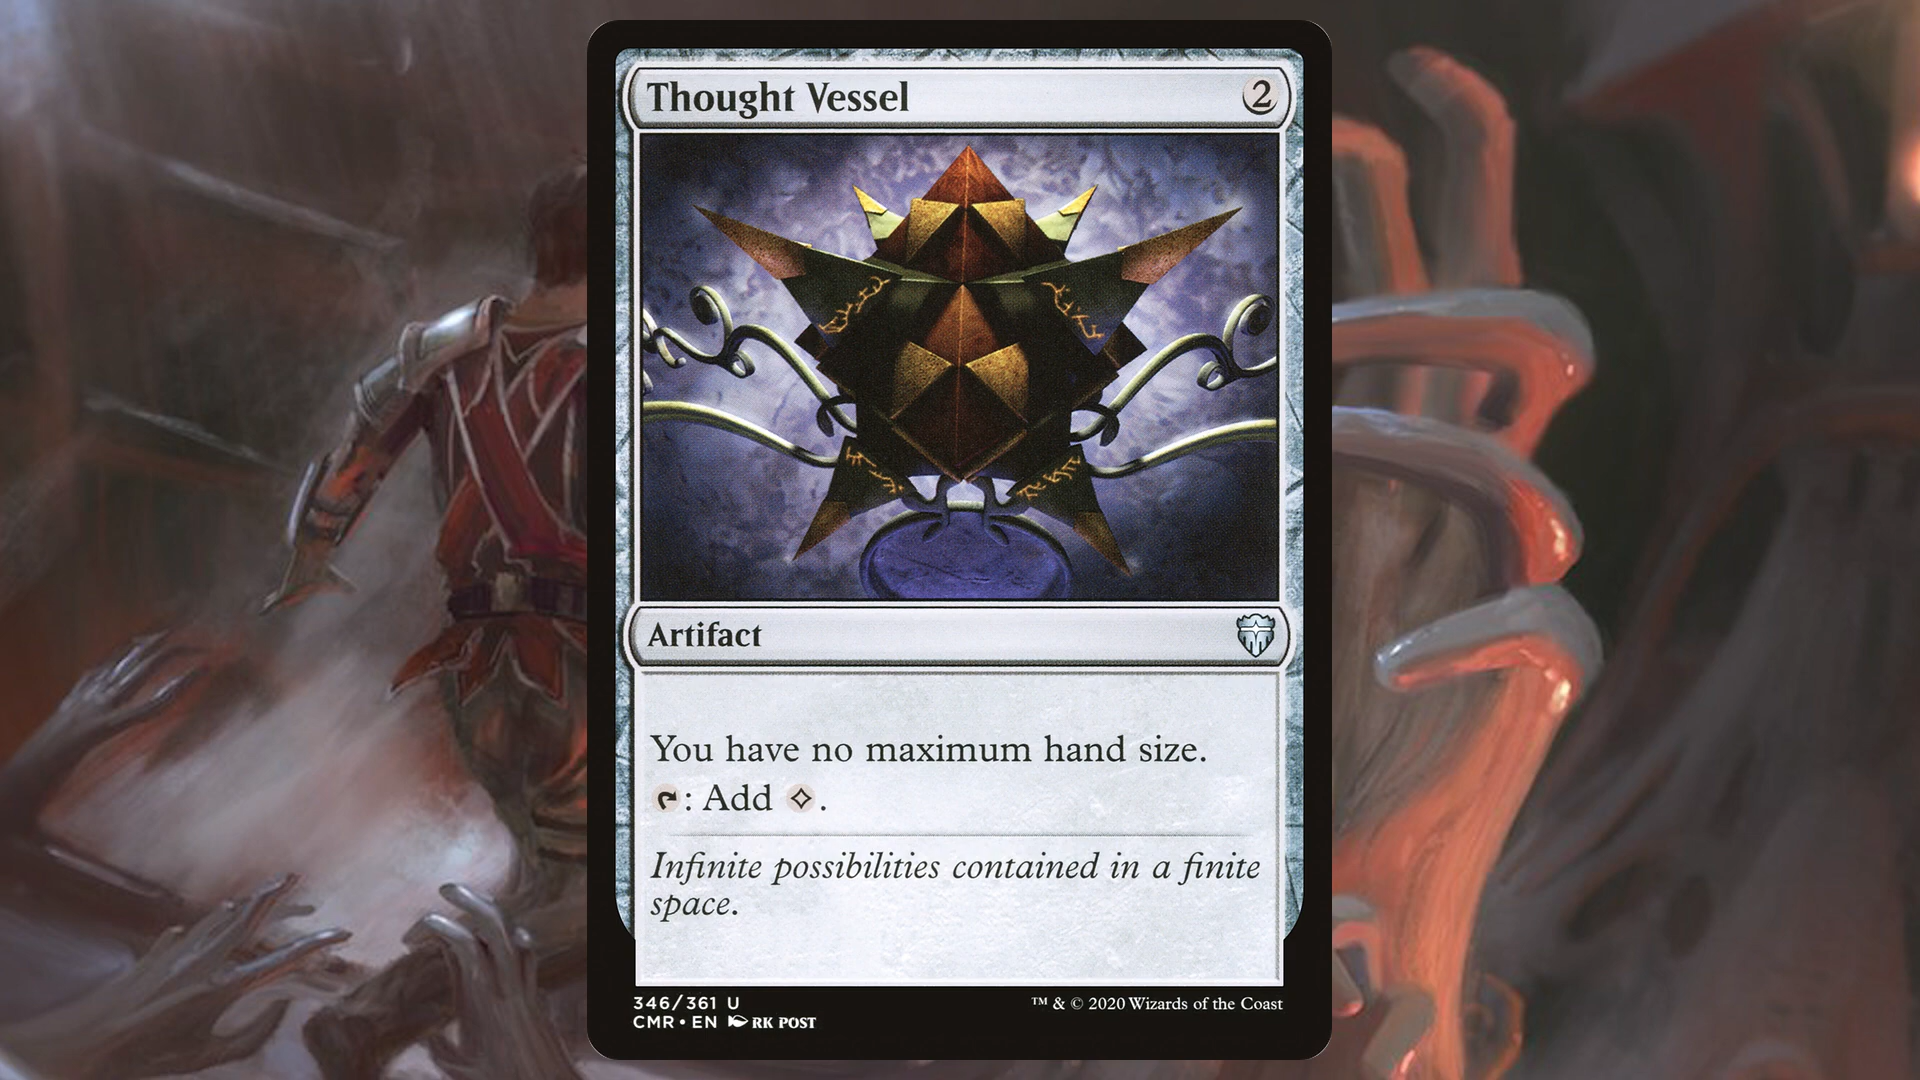 Thought Vessel 2
Artifact
You have no maximum hand size.
: Add .
Infinite possibilities contained in a finite
space.
346/361 U
™ & © 2020 Wizards of the Coast
CMR • EN RK POST